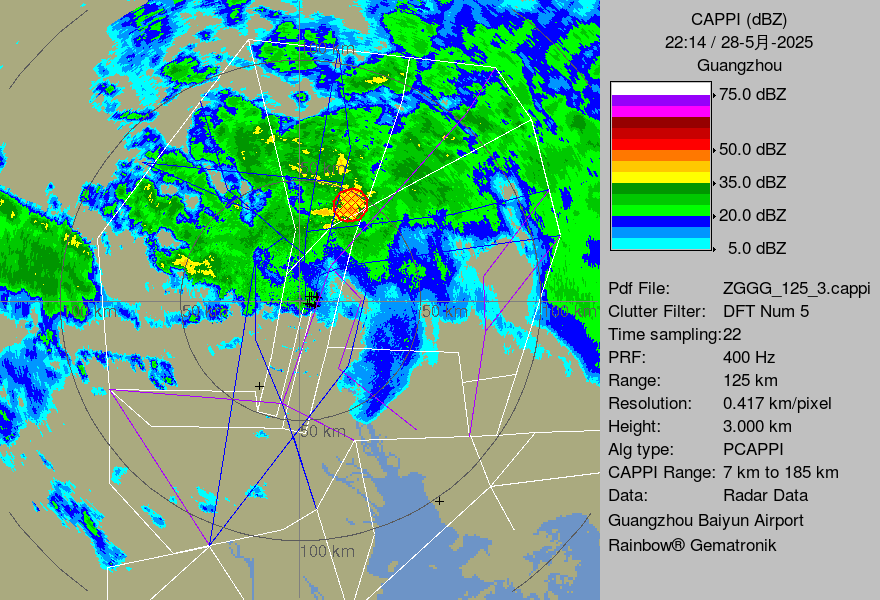 CAPPI (dBZ)
22:14 / 28-5月-2025
Guangzhou
75.0 dBZ
50.0 dBZ
35.0 dBZ
20.0 dBZ
5.0 dBZ
Pdf File: ZGGG_125_3.cappi
Clutter Filter: DFT Num 5
Time sampling:22
PRF: 400 Hz
Range: 125 km
Resolution: 0.417 km/pixel
Height: 3.000 km
Alg type: PCAPPI
CAPPI Range: 7 km to 185 km
Data: Radar Data
Guangzhou Baiyun Airport
Rainbow® Gematronik
km
50 km
100 km
50 km
100 km